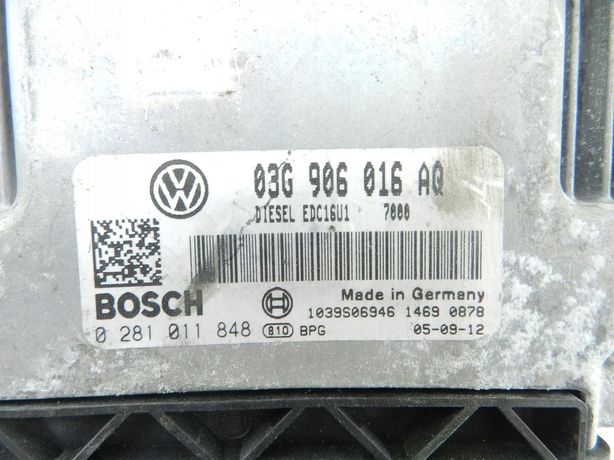 03G 906 016 AQ
DIESEL EDC16U1 7000
BOSCH
Made in Germany
1039S06946 1469 0878
0 281 011 848 810 BPG 05-09-12